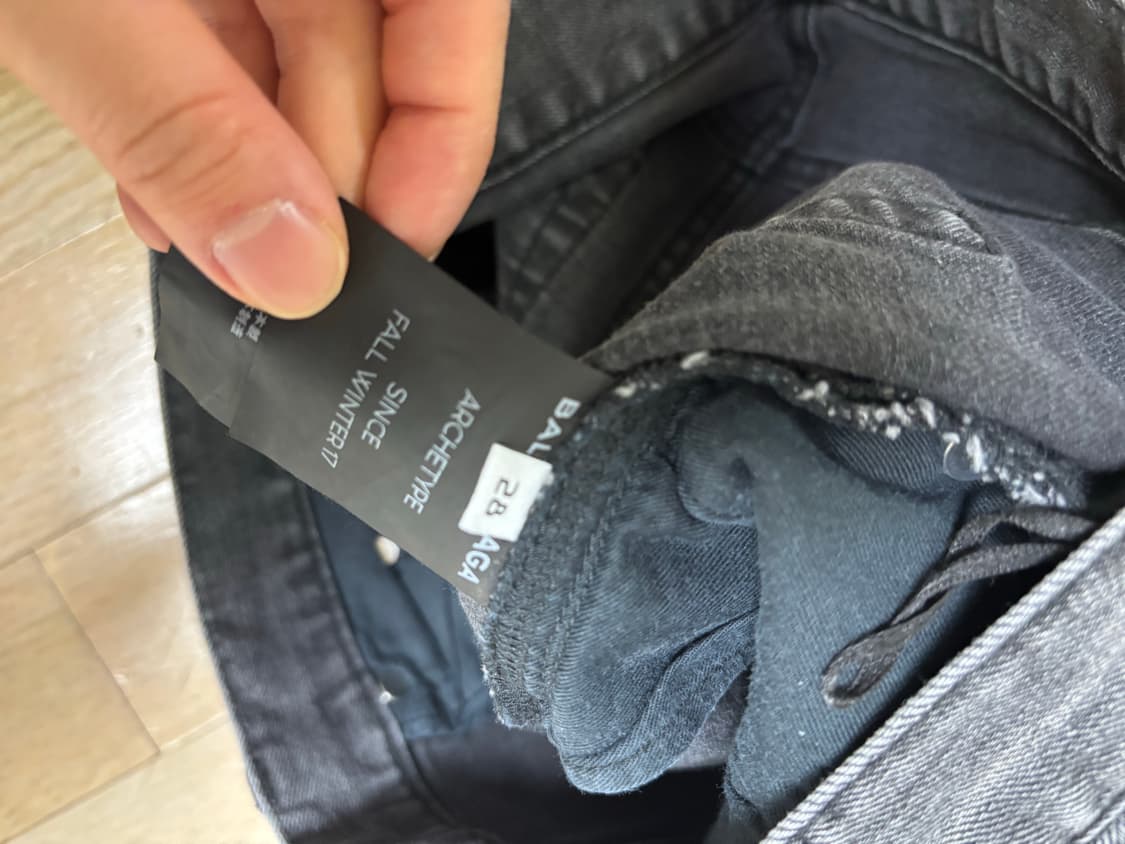 BAL AGA
28
ARCHETYPE
SINCE
FALL WINTER17